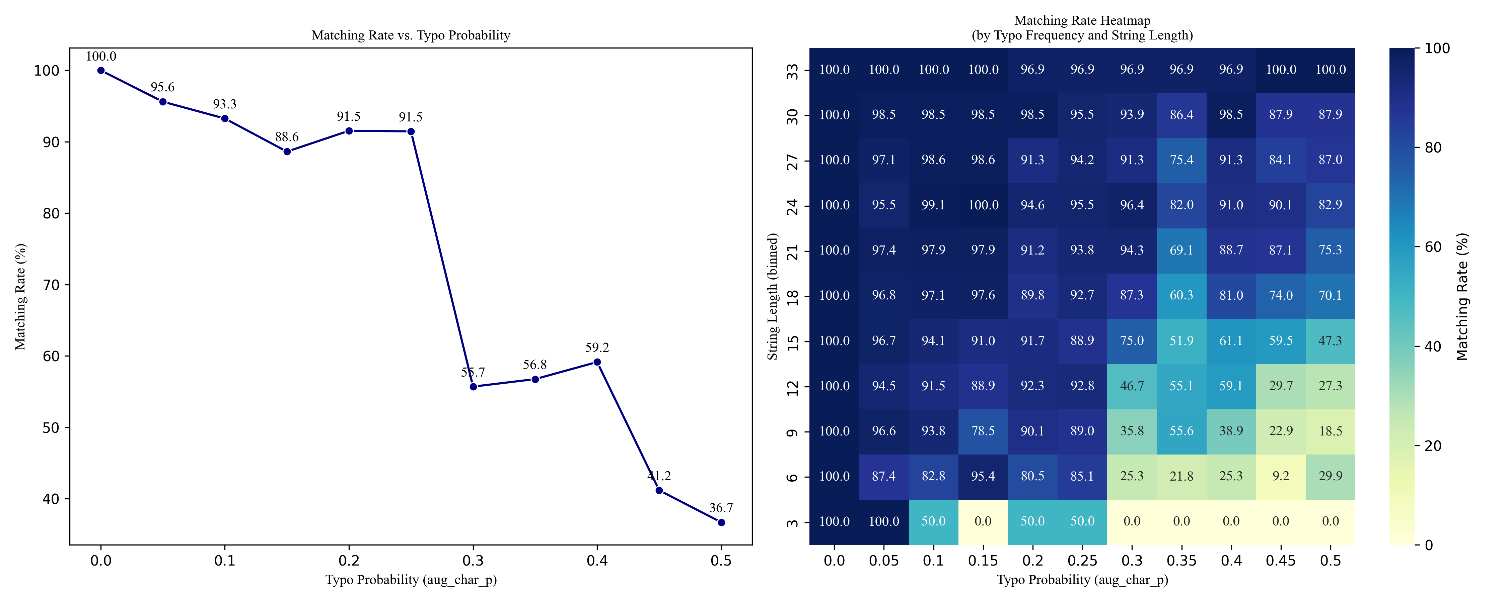 Matching Rate vs. Typo Probability
Matching Rate (%)
100
90
80
70
60
50
40
100.0
95.6
93.3
88.6
91.5
91.5
55.7
56.8
59.2
41.2
36.7
0.0 0.1 0.2 0.3 0.4 0.5
Typo Probability (aug_char_p)
Matching Rate Heatmap
(by Typo Frequency and String Length)
String Length (binned)
33 100.0 100.0 100.0 100.0 96.9 96.9 96.9 96.9 96.9 100.0 100.0
30 100.0 98.5 98.5 98.5 98.5 95.5 93.9 86.4 98.5 87.9 87.9
27 100.0 97.1 98.6 98.6 91.3 94.2 91.3 75.4 91.3 84.1 87.0
24 100.0 95.5 99.1 100.0 94.6 95.5 96.4 82.0 91.0 90.1 82.9
21 100.0 97.4 97.9 97.9 91.2 93.8 94.3 69.1 88.7 87.1 75.3
18 100.0 96.8 97.1 97.6 89.8 92.7 87.3 60.3 81.0 74.0 70.1
15 100.0 96.7 94.1 91.0 91.7 88.9 75.0 51.9 61.1 59.5 47.3
12 100.0 94.5 91.5 88.9 92.3 92.8 46.7 55.1 59.1 29.7 27.3
9 100.0 96.6 93.8 78.5 90.1 89.0 35.8 55.6 38.9 22.9 18.5
6 100.0 87.4 82.8 95.4 80.5 85.1 25.3 21.8 25.3 9.2 29.9
3 100.0 100.0 50.0 0.0 50.0 50.0 0.0 0.0 0.0 0.0 0.0
0.0 0.05 0.1 0.15 0.2 0.25 0.3 0.35 0.4 0.45 0.5
Typo Probability (aug_char_p)
100
80
60
40
20
0
Matching Rate (%)